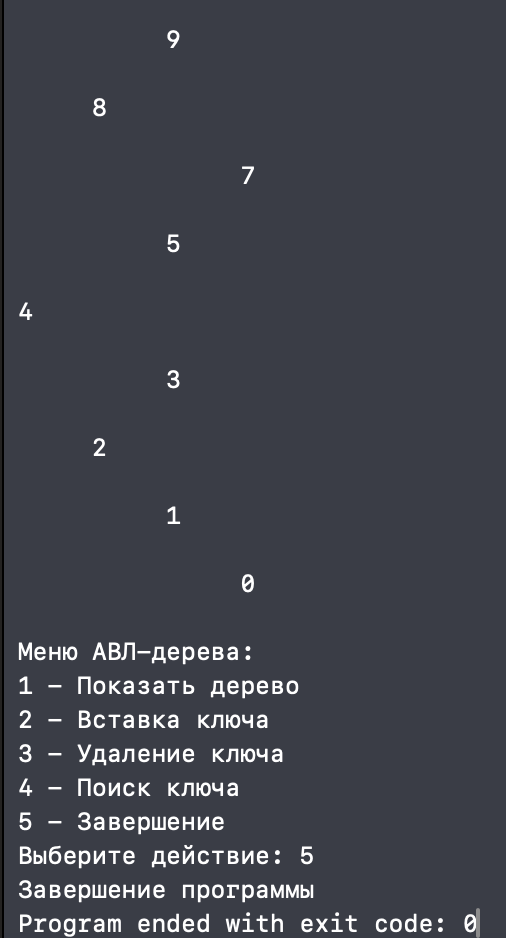 9
8
7
5
4
3
2
1
0
Меню АВЛ-дерева:
1 – Показать дерево
2 – Вставка ключа
3 – Удаление ключа
4 – Поиск ключа
5 – Завершение
Выберите действие: 5
Завершение программы
Program ended with exit code: 0